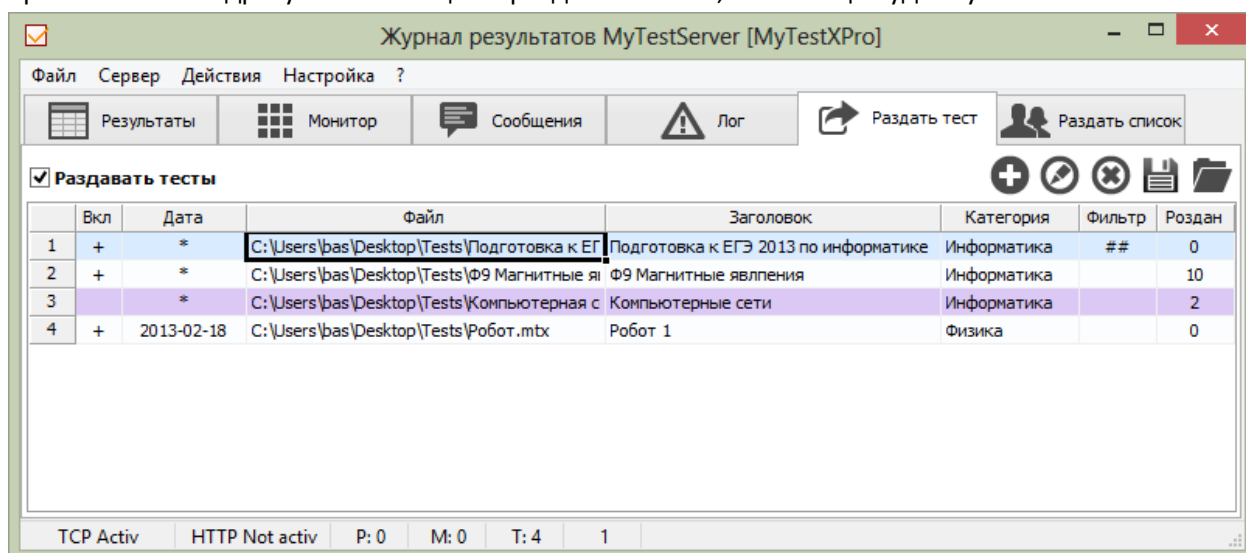 Журнал результатов MyTestServer [MyTestXPro]
Файл Сервер Действия Настройка ?
Результаты Монитор Сообщения Лог Раздать тест Раздать список
Раздавать тесты
Вкл Дата Файл Заголовок Категория Фильтр Роздан
1 + * C:\Users\bas\Desktop\Tests\Подготовка к ЕГ Подготовка к ЕГЭ 2013 по информатике Информатика ## 0
2 + * C:\Users\bas\Desktop\Tests\Ф9 Магнитные яв Ф9 Магнитные явлпения Информатика 10
3 * C:\Users\bas\Desktop\Tests\Компьютерная с Компьютерные сети Информатика 2
4 + 2013-02-18 C:\Users\bas\Desktop\Tests\Робот.mtx Робот 1 Физика 0
TCP Activ HTTP Not activ P: 0 M: 0 T: 4 1